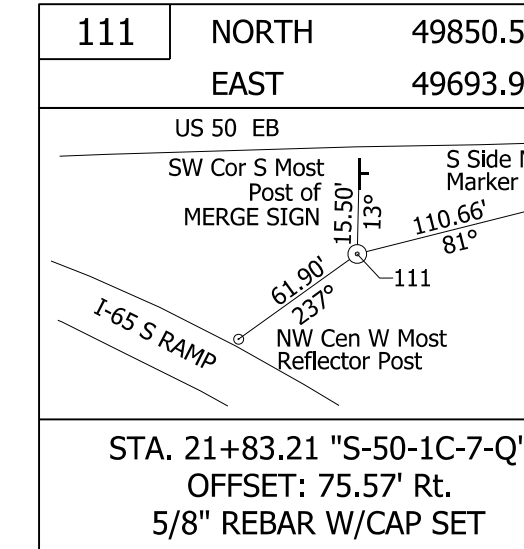 111 NORTH 49850.5
EAST 49693.9
US 50 EB
SW Cor S Most
Post of
MERGE SIGN
15.50'
13°
S Side
Marker
110.66'
81°
111
61.90'
237°
I-65 S RAMP
NW Cen W Most
Reflector Post
STA. 21+83.21 "S-50-1C-7-Q"
OFFSET: 75.57' Rt.
5/8" REBAR W/CAP SET